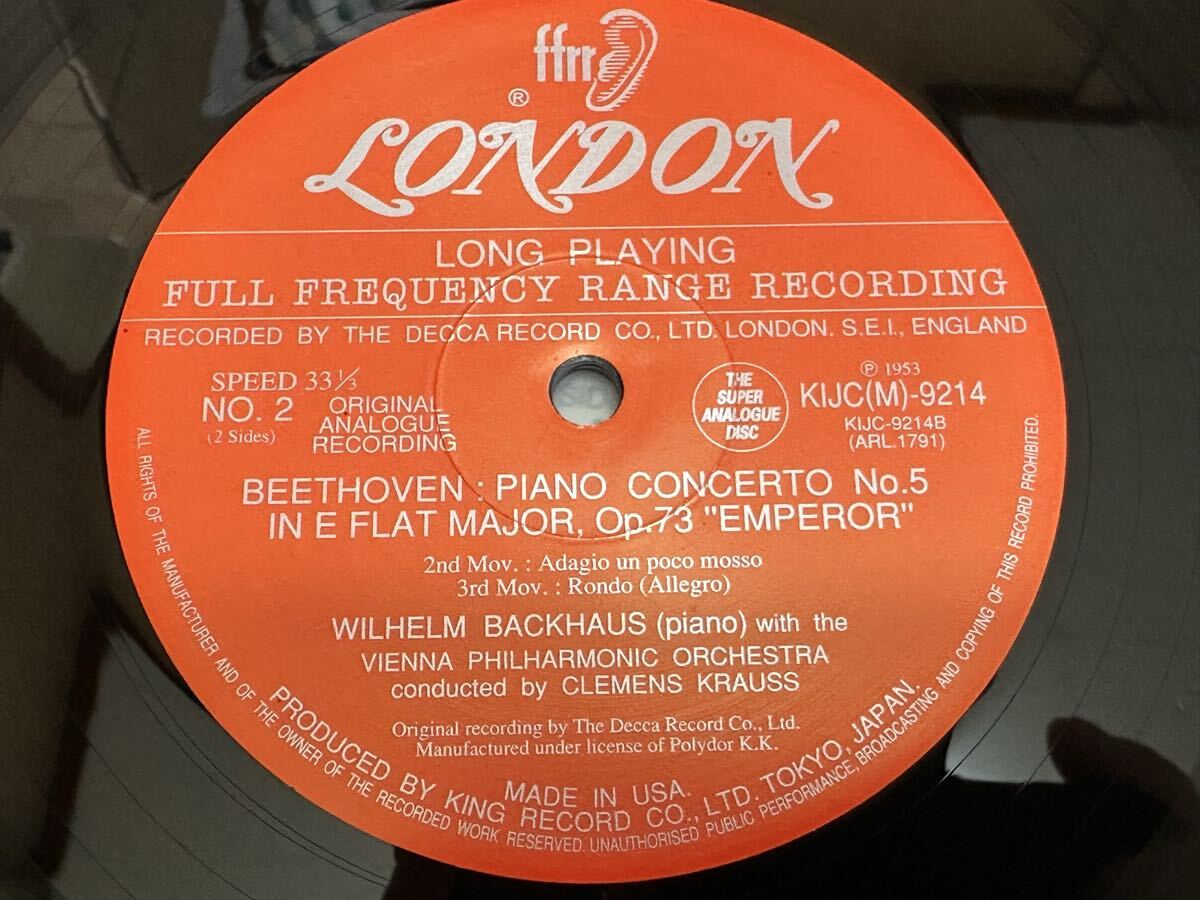 ffrr
®
LONDON
LONG PLAYING
FULL FREQUENCY RANGE RECORDING
RECORDED BY THE DECCA RECORD CO., LTD. LONDON. S.E.I., ENGLAND
SPEED 33⅓
NO. 2
(2 Sides)
ORIGINAL
ANALOGUE
RECORDING
THE
SUPER
ANALOGUE
DISC
℗ 1953
KIJC(M)-9214
KIJC-9214B
(ARL.1791)
BEETHOVEN : PIANO CONCERTO No.5
IN E FLAT MAJOR, Op.73 "EMPEROR"
2nd Mov. : Adagio un poco mosso
3rd Mov. : Rondo (Allegro)
WILHELM BACKHAUS (piano) with the
VIENNA PHILHARMONIC ORCHESTRA
conducted by CLEMENS KRAUSS
Original recording by The Decca Record Co., Ltd.
Manufactured under license of Polydor K.K.
MADE IN USA.
PRODUCED BY KING RECORD CO., LTD. TOKYO, JAPAN.
ALL RIGHTS OF THE MANUFACTURER AND OF THE OWNER OF THE RECORDED WORK RESERVED. UNAUTHORISED PUBLIC PERFORMANCE, BROADCASTING AND COPYING OF THIS RECORD PROHIBITED.